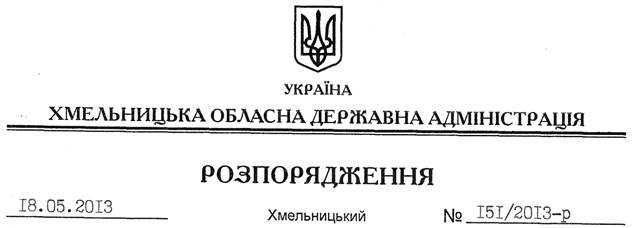 УКРАЇНА
ХМЕЛЬНИЦЬКА ОБЛАСНА ДЕРЖАВНА АДМІНІСТРАЦІЯ
РОЗПОРЯДЖЕННЯ
18.05.2013 Хмельницький № 151/2013-р